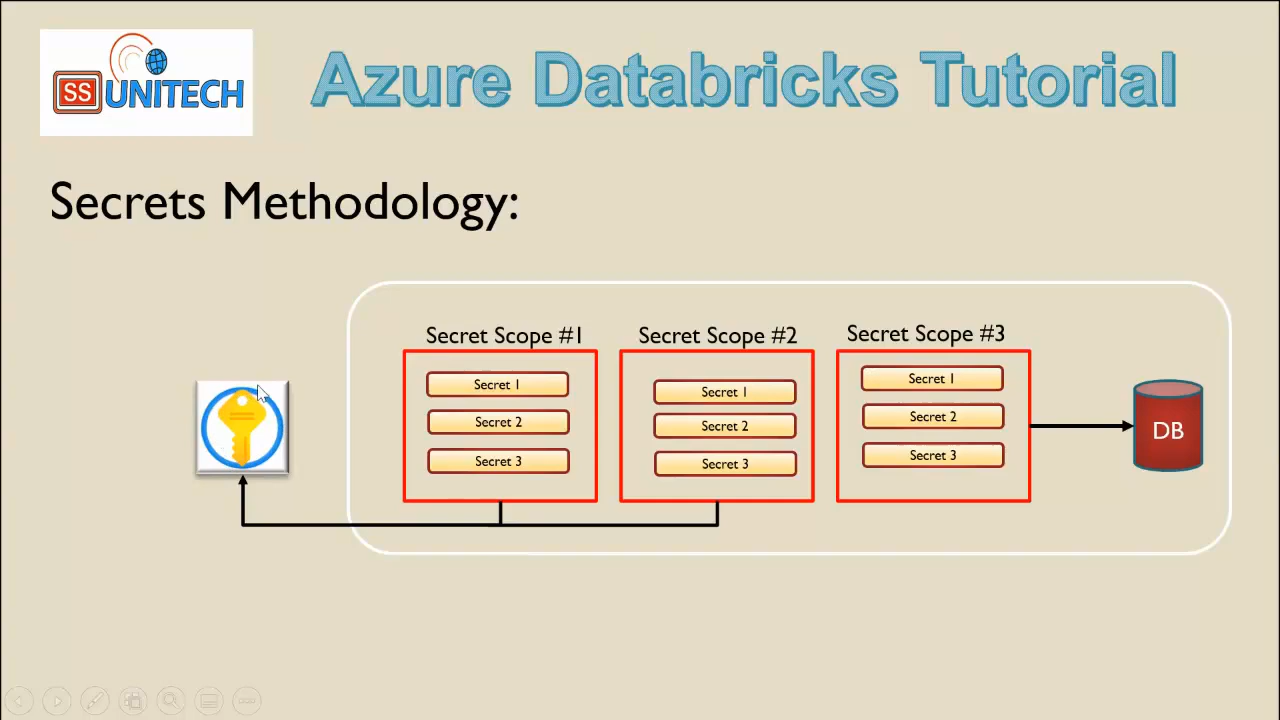 SS UNITECH
Azure Databricks Tutorial
Secrets Methodology:
Secret Scope #1
Secret 1
Secret 2
Secret 3
Secret Scope #2
Secret 1
Secret 2
Secret 3
Secret Scope #3
Secret 1
Secret 2
Secret 3
DB